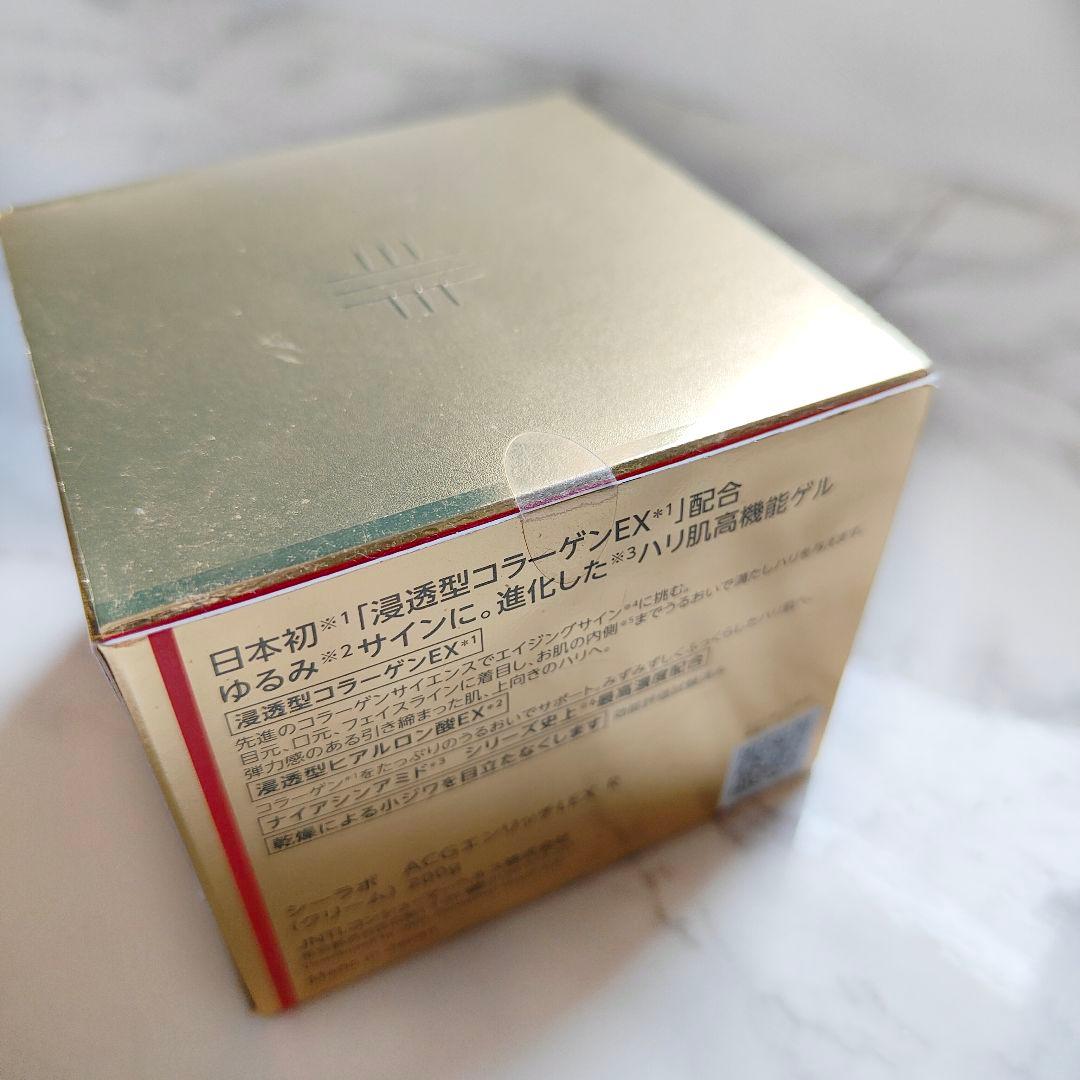 日本初※1「浸透型コラーゲンEX*1」配合
ゆるみ※2サインに。進化した※3ハリ肌高機能ゲル
浸透型コラーゲンEX*1
先進のコラーゲンサイエンスでエイジングサイン*4に挑む。
目元、口元、フェイスラインに着目し、お肌の内側*5までうるおいで満たしハリを与えます。
弾力感のある引き締まった肌、上向きのハリへ。
浸透型ヒアルロン酸EX*2
コラーゲン*1をたっぷりのうるおいでサポート。みずみずしくふっくらしたハリ肌へ。
ナイアシンアミド*3 シリーズ史上*4最高濃度配合
乾燥による小ジワを目立たなくします
シーラボ ACGエンリッチLEX
(クリーム) 200g